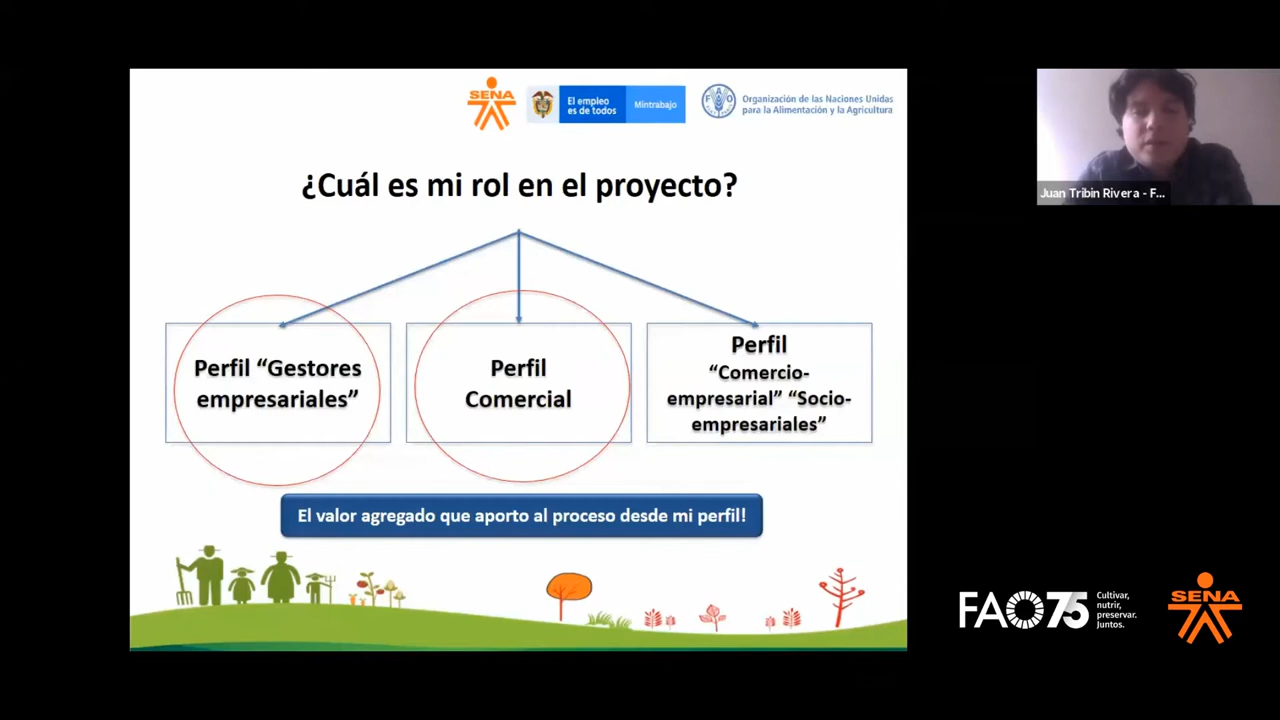 SENA
El empleo
es de todos
Mintrabajo
FAO
Organización de las Naciones Unidas
para la Alimentación y la Agricultura
¿Cuál es mi rol en el proyecto?
Perfil “Gestores
empresariales”
Perfil
Comercial
Perfil
“Comercio-
empresarial” “Socio-
empresariales”
El valor agregado que aporto al proceso desde mi perfil!
Juan Tribin Rivera - F...
FAO75
Cultivar,
nutrir,
preservar.
Juntos.
SENA